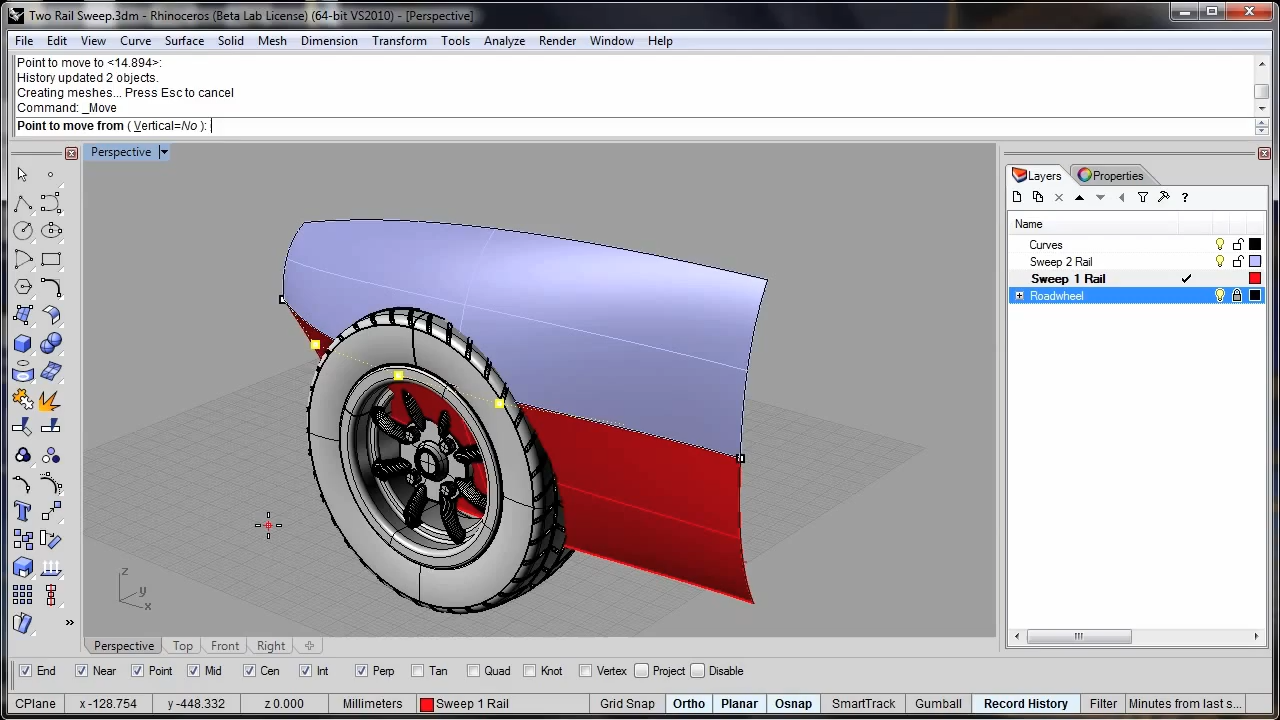 Two Rail Sweep.3dm - Rhinoceros (Beta Lab License) (64-bit VS2010) - [Perspective]
File Edit View Curve Surface Solid Mesh Dimension Transform Tools Analyze Render Window Help
Point to move to <14.894>:
History updated 2 objects.
Creating meshes... Press Esc to cancel
Command: _Move
Point to move from ( Vertical=No ):
Perspective
Layers Properties
?
Name
Curves
Sweep 2 Rail
Sweep 1 Rail
Roadwheel
z
y
x
Perspective Top Front Right
End Near Point Mid Cen Int Perp Tan Quad Knot Vertex Project Disable
CPlane x -128.754 y -448.332 z 0.000 Millimeters Sweep 1 Rail Grid Snap Ortho Planar Osnap SmartTrack Gumball Record History Filter Minutes from last s...